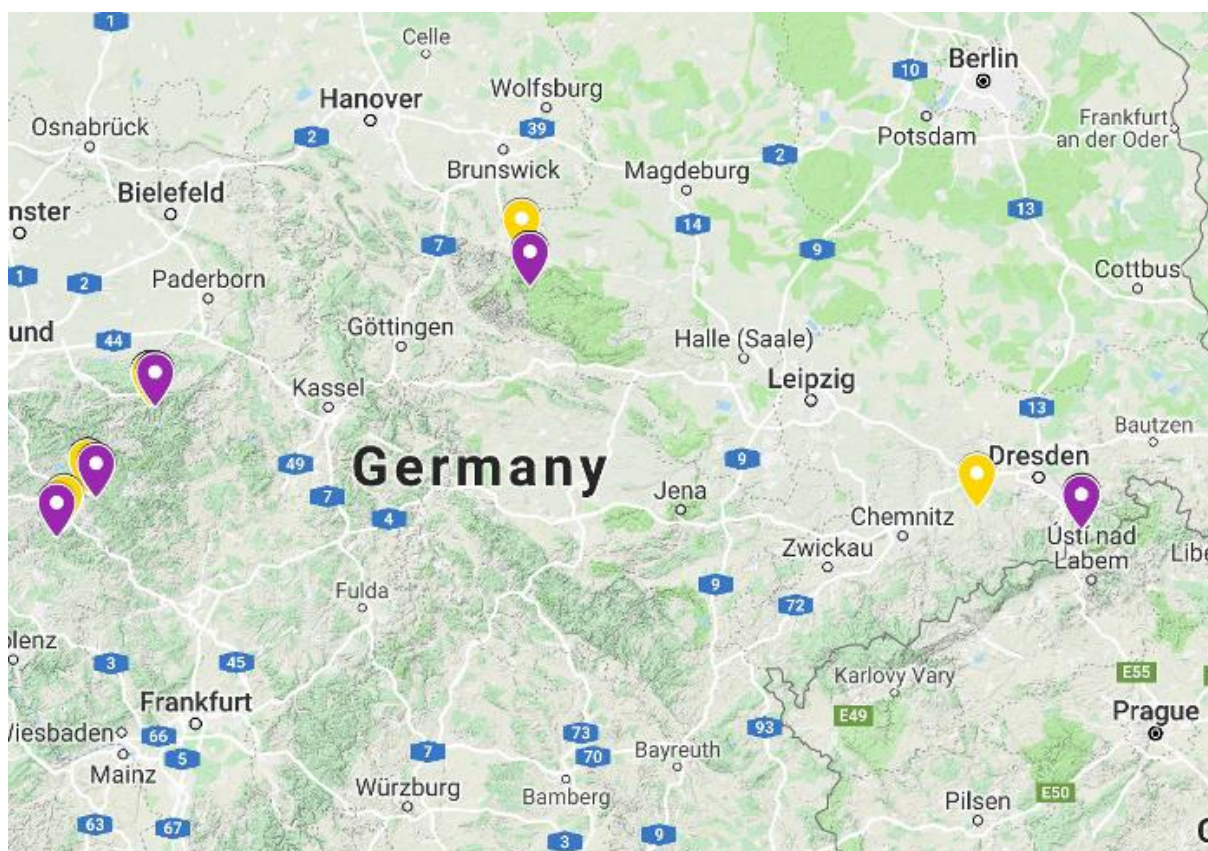 1
Celle
Berlin
10
Wolfsburg
Hanover
39
Frankfurt
an der Oder
Osnabrück
2
Potsdam
Brunswick
2
Magdeburg
Bielefeld
nster
13
14
7
9
1
2
Paderborn
Cottbus
und
44
Göttingen
Halle (Saale)
Kassel
Leipzig
13
Bautzen
Germany
49
9
Dresden
7
Jena
4
Chemnitz
Zwickau
Ústí nad
Labem
Libe
Fulda
9
72
olenz
3
45
Karlovy Vary
E55
Frankfurt
E49
Prague
Wiesbaden
66
73
93
5
7
70
Bayreuth
Mainz
Würzburg
Bamberg
E50
Pilsen
63
67
3
9